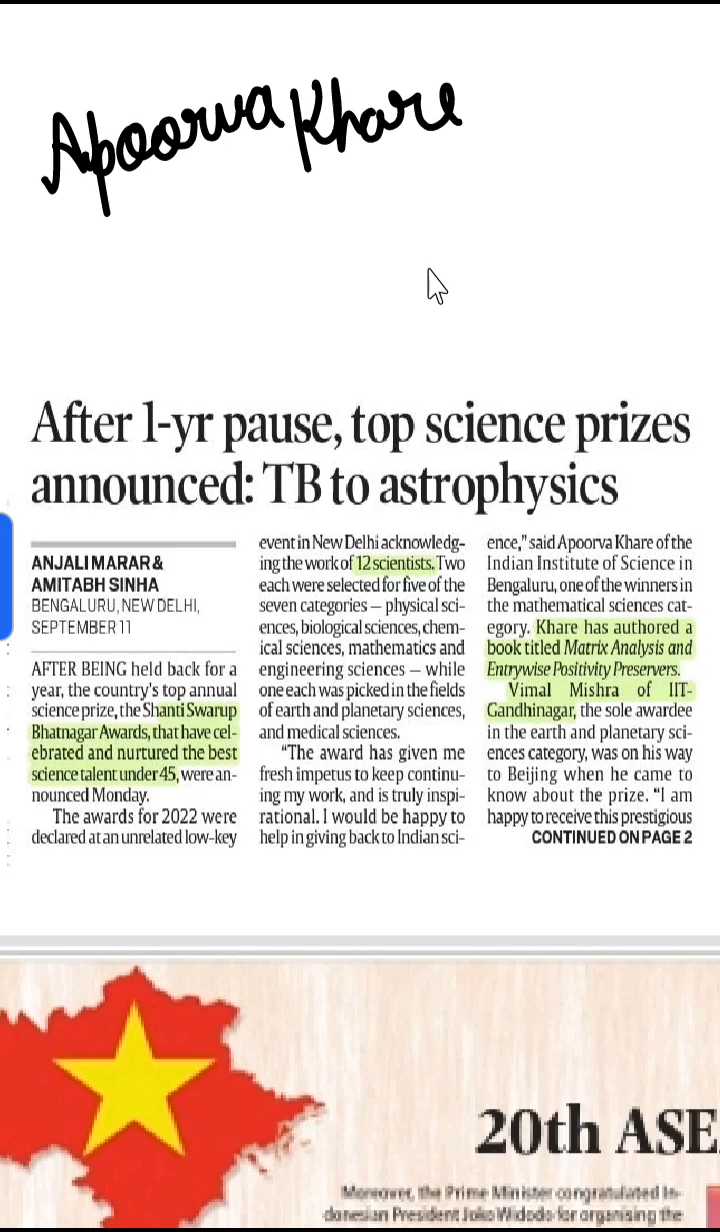 Apoorva Khare
After 1-yr pause, top science prizes
announced: TB to astrophysics
ANJALI MARAR &
AMITABH SINHA
BENGALURU, NEW DELHI,
SEPTEMBER 11
AFTER BEING held back for a
year, the country's top annual
science prize, the Shanti Swarup
Bhatnagar Awards, that have cel-
ebrated and nurtured the best
science talent under 45, were an-
nounced Monday.
The awards for 2022 were
declared at an unrelated low-key
event in New Delhi acknowledg-
ing the work of 12 scientists. Two
each were selected for five of the
seven categories — physical sci-
ences, biological sciences, chem-
ical sciences, mathematics and
engineering sciences — while
one each was picked in the fields
of earth and planetary sciences,
and medical sciences.
"The award has given me
fresh impetus to keep continu-
ing my work, and is truly inspi-
rational. I would be happy to
help in giving back to Indian sci-
ence," said Apoorva Khare of the
Indian Institute of Science in
Bengaluru, one of the winners in
the mathematical sciences cat-
egory. Khare has authored a
book titled Matrix Analysis and
Entrywise Positivity Preservers.
Vimal Mishra of IIT-
Gandhinagar, the sole awardee
in the earth and planetary sci-
ences category, was on his way
to Beijing when he came to
know about the prize. "I am
happy to receive this prestigious
CONTINUED ON PAGE 2
20th ASE
Moreover, the Prime Minister congratulated In-
donesian President Joko Widodo for organising the